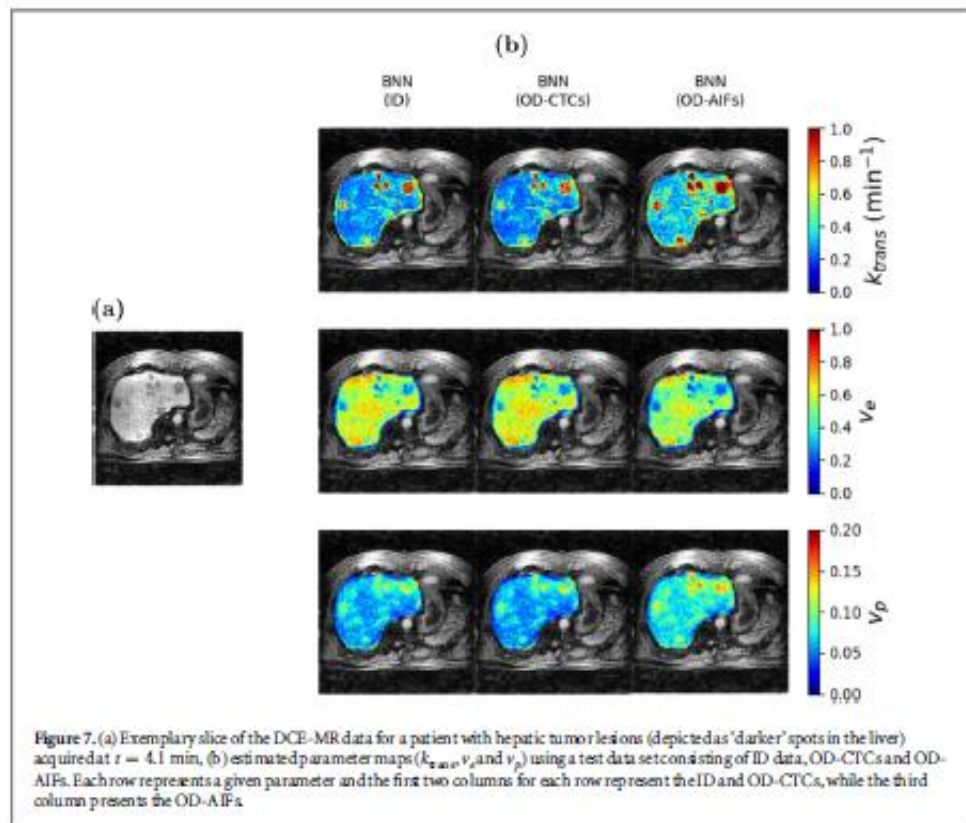 (b)
BNN BNN BNN
(ID) (OD-CTCs) (OD-AIFs)
1.0
0.8
0.6
0.4
0.2
0.0
k_trans (min⁻¹)
(a)
1.0
0.8
0.6
0.4
0.2
0.0
v_e
0.20
0.15
0.10
0.05
0.00
v_p
Figure 7. (a) Exemplary slice of the DCE-MR data for a patient with hepatic tumor lesions (depicted as 'darker' spots in the liver)
acquired at t = 4.1 min, (b) estimated parameter maps (k_trans, v_e and v_p) using a test data set consisting of ID data, OD-CTCs and OD-
AIFs. Each row represents a given parameter and the first two columns for each row represent the ID and OD-CTCs, while the third
column presents the OD-AIFs.